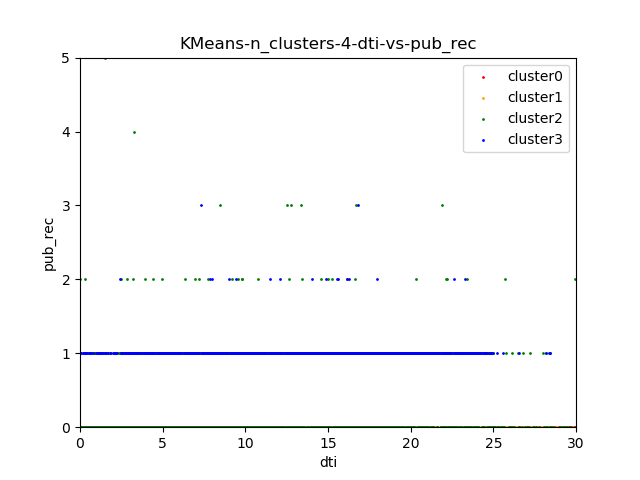 KMeans-n_clusters-4-dti-vs-pub_rec
5
4
3
2
1
0
pub_rec
cluster0
cluster1
cluster2
cluster3
0 5 10 15 20 25 30
dti